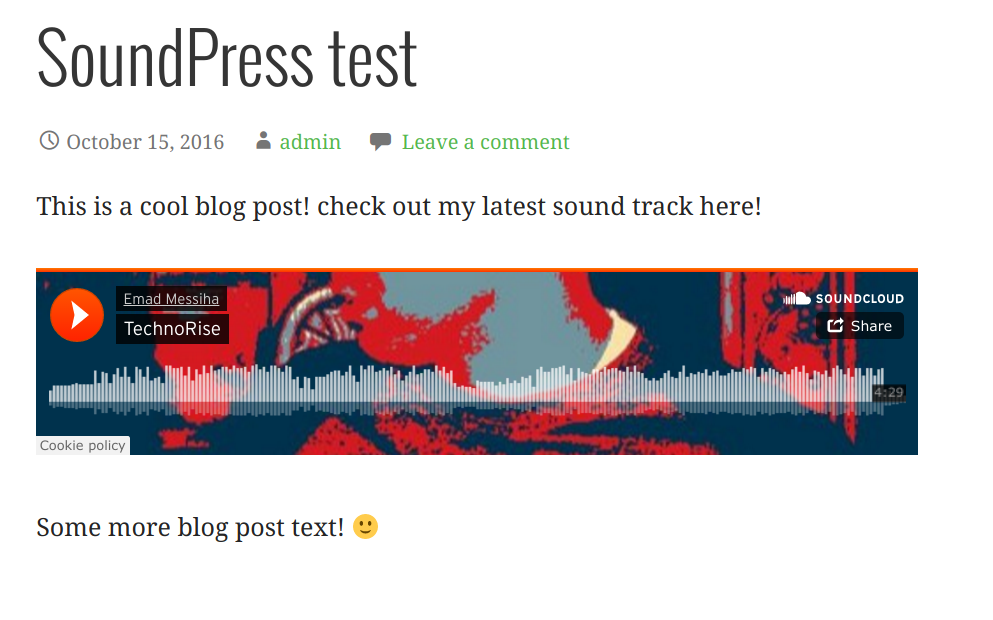 SoundPress test
October 15, 2016 admin Leave a comment
This is a cool blog post! check out my latest sound track here!
Emad Messiha
TechnoRise
SOUNDCLOUD
Share
4:29
Cookie policy
Some more blog post text! 🙂